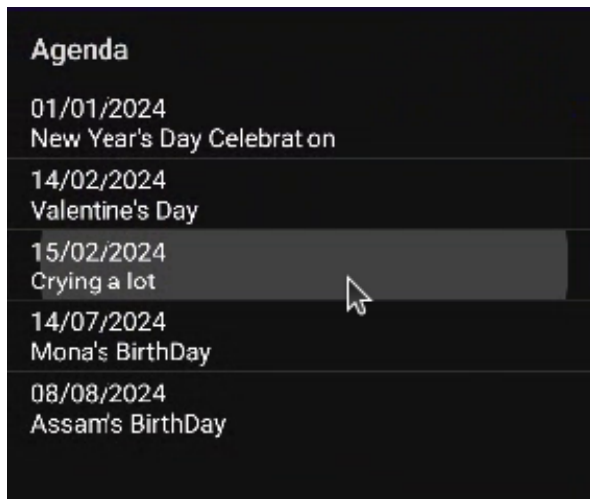 Agenda
01/01/2024
New Year's Day Celebration
14/02/2024
Valentine's Day
15/02/2024
Crying a lot
14/07/2024
Mona's BirthDay
08/08/2024
Assam's BirthDay